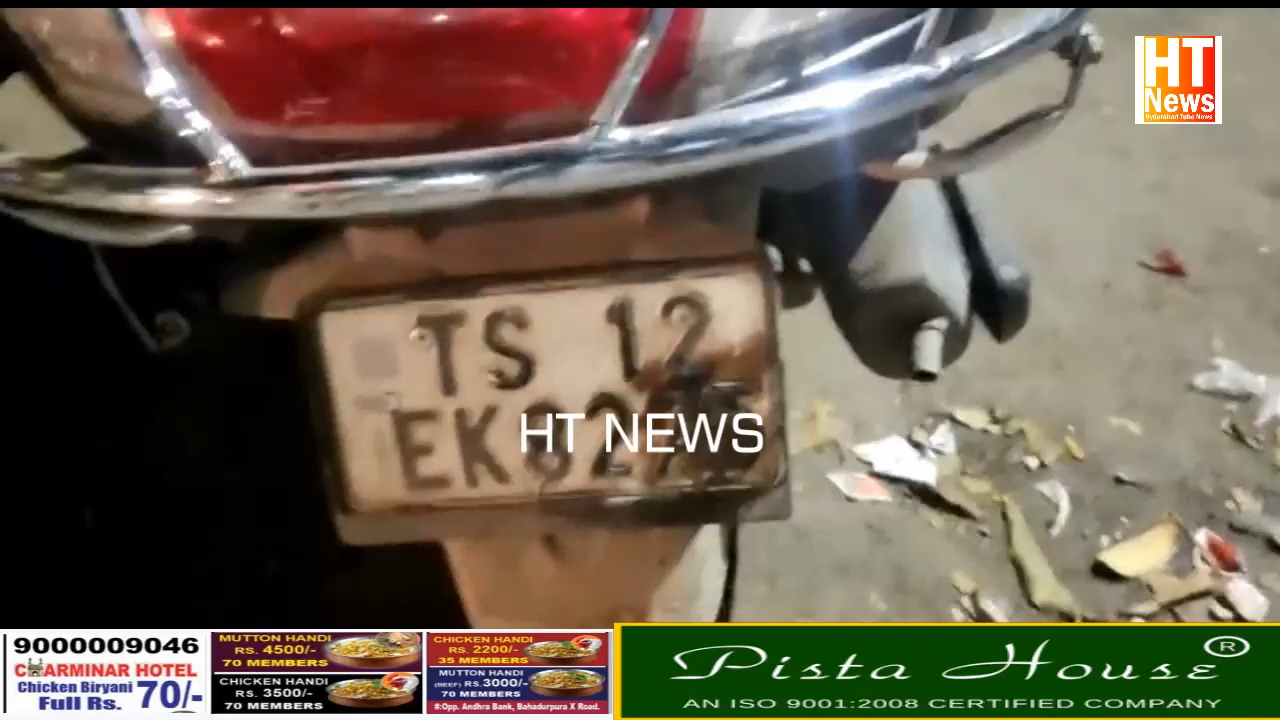 HT
News
Hyderabad Tube News
TS 12
EK
HT NEWS
9000009046
CHARMINAR HOTEL
Chicken Biryani
Full Rs. 70/-
MUTTON HANDI
RS. 4500/-
70 MEMBERS
CHICKEN HANDI
RS. 3500/-
70 MEMBERS
CHICKEN HANDI
RS. 2200/-
35 MEMBERS
MUTTON HANDI
(BEEF) RS.3000/-
70 MEMBERS
#:Opp. Andhra Bank, Bahadurpura X Road.
Pista House ®
AN ISO 9001:2008 CERTIFIED COMPANY